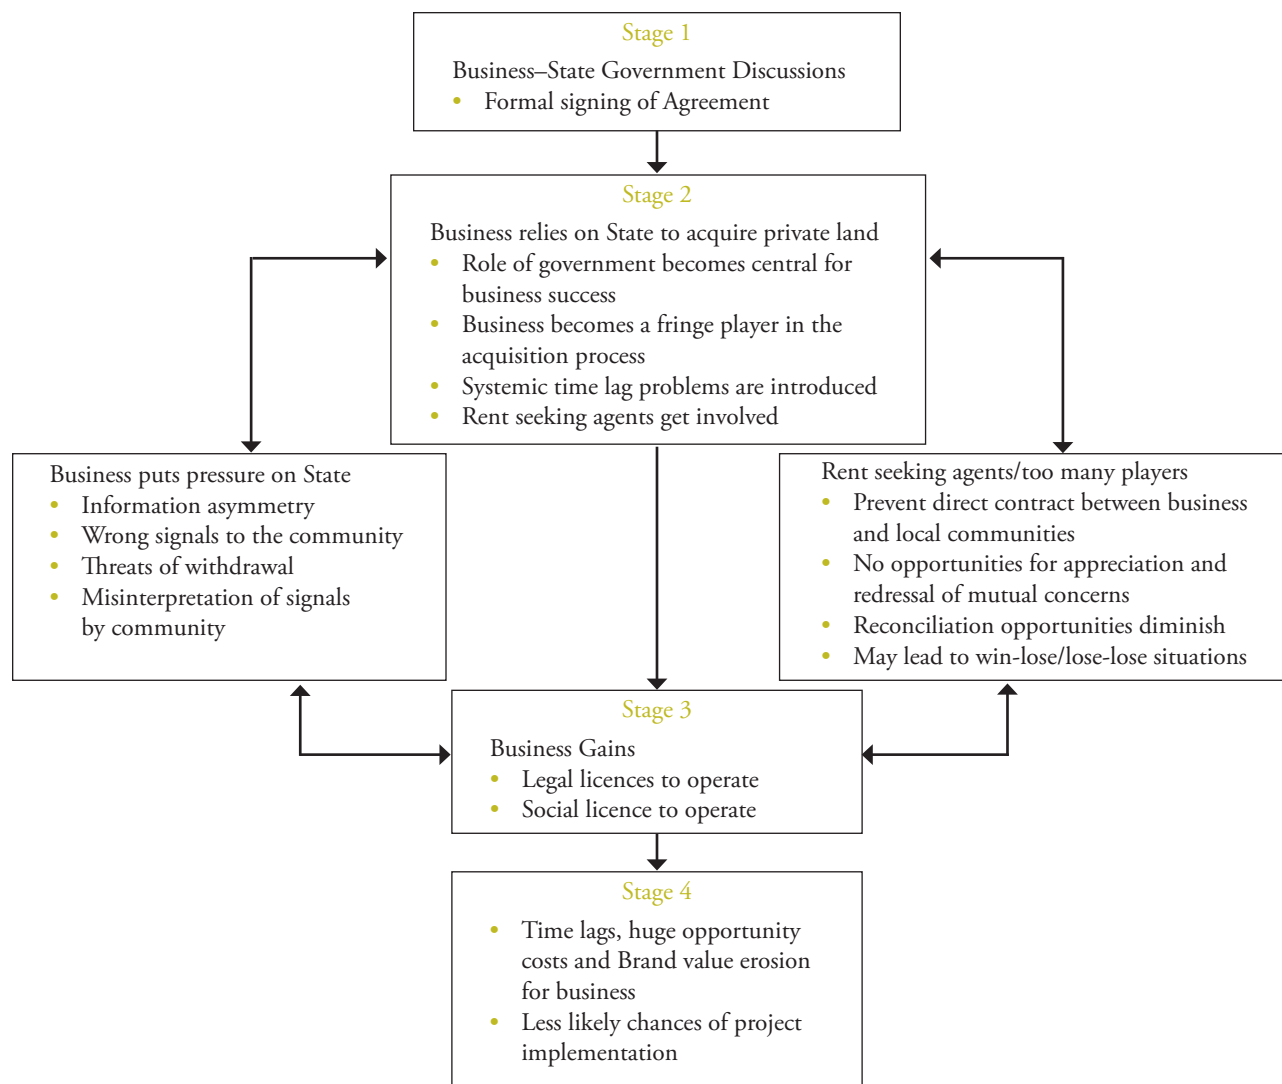 Stage 1
Business–State Government Discussions
• Formal signing of Agreement
Stage 2
Business relies on State to acquire private land
• Role of government becomes central for
business success
• Business becomes a fringe player in the
acquisition process
• Systemic time lag problems are introduced
• Rent seeking agents get involved
Business puts pressure on State
• Information asymmetry
• Wrong signals to the community
• Threats of withdrawal
• Misinterpretation of signals
by community
Rent seeking agents/too many players
• Prevent direct contract between business
and local communities
• No opportunities for appreciation and
redressal of mutual concerns
• Reconciliation opportunities diminish
• May lead to win-lose/lose-lose situations
Stage 3
Business Gains
• Legal licences to operate
• Social licence to operate
Stage 4
• Time lags, huge opportunity
costs and Brand value erosion
for business
• Less likely chances of project
implementation